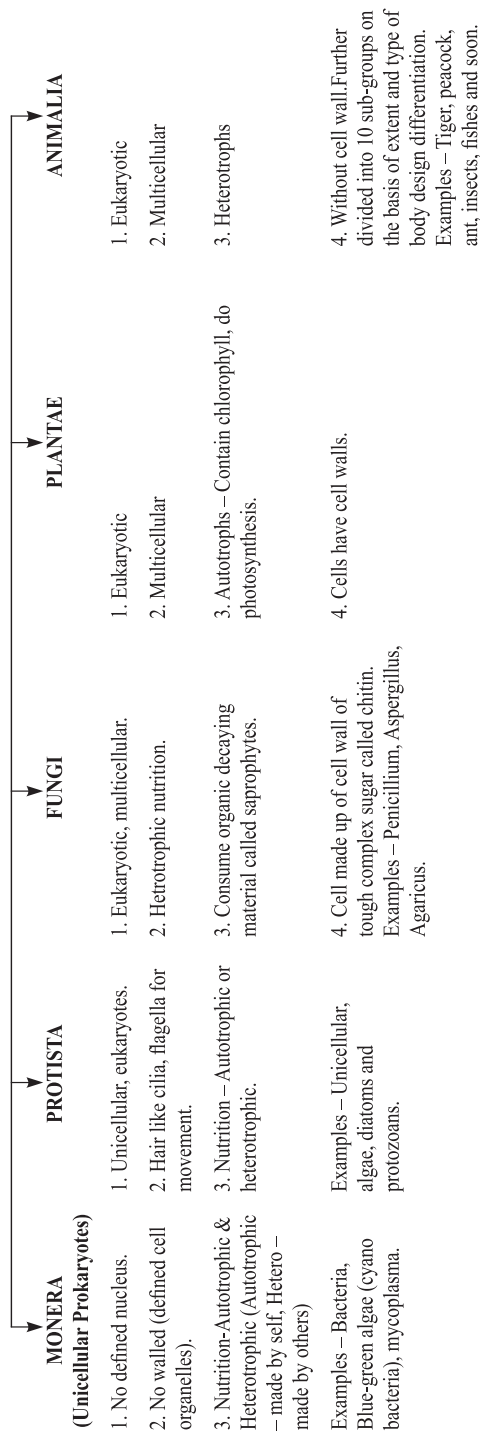 MONERA
(Unicellular Prokaryotes)
1. No defined nucleus.
2. No walled (defined cell
organelles).
3. Nutrition-Autotrophic &
Heterotrophic (Autotrophic
– made by self, Hetero –
made by others)
Examples – Bacteria,
Blue-green algae (cyano
bacteria), mycoplasma.
PROTISTA
1. Unicellular, eukaryotes.
2. Hair like cilia, flagella for
movement.
3. Nutrition – Autotrophic or
heterotrophic.
Examples – Unicellular,
algae, diatoms and
protozoans.
FUNGI
1. Eukaryotic, multicellular.
2. Hetrotrophic nutrition.
3. Consume organic decaying
material called saprophytes.
4. Cell made up of cell wall of
tough complex sugar called chitin.
Examples – Penicillium, Aspergillus,
Agaricus.
PLANTAE
1. Eukaryotic
2. Multicellular
3. Autotrophs – Contain chlorophyll, do
photosynthesis.
4. Cells have cell walls.
ANIMALIA
1. Eukaryotic
2. Multicellular
3. Heterotrophs
4. Without cell wall.Further
divided into 10 sub-groups on
the basis of extent and type of
body design differentiation.
Examples – Tiger, peacock,
ant, insects, fishes and soon.